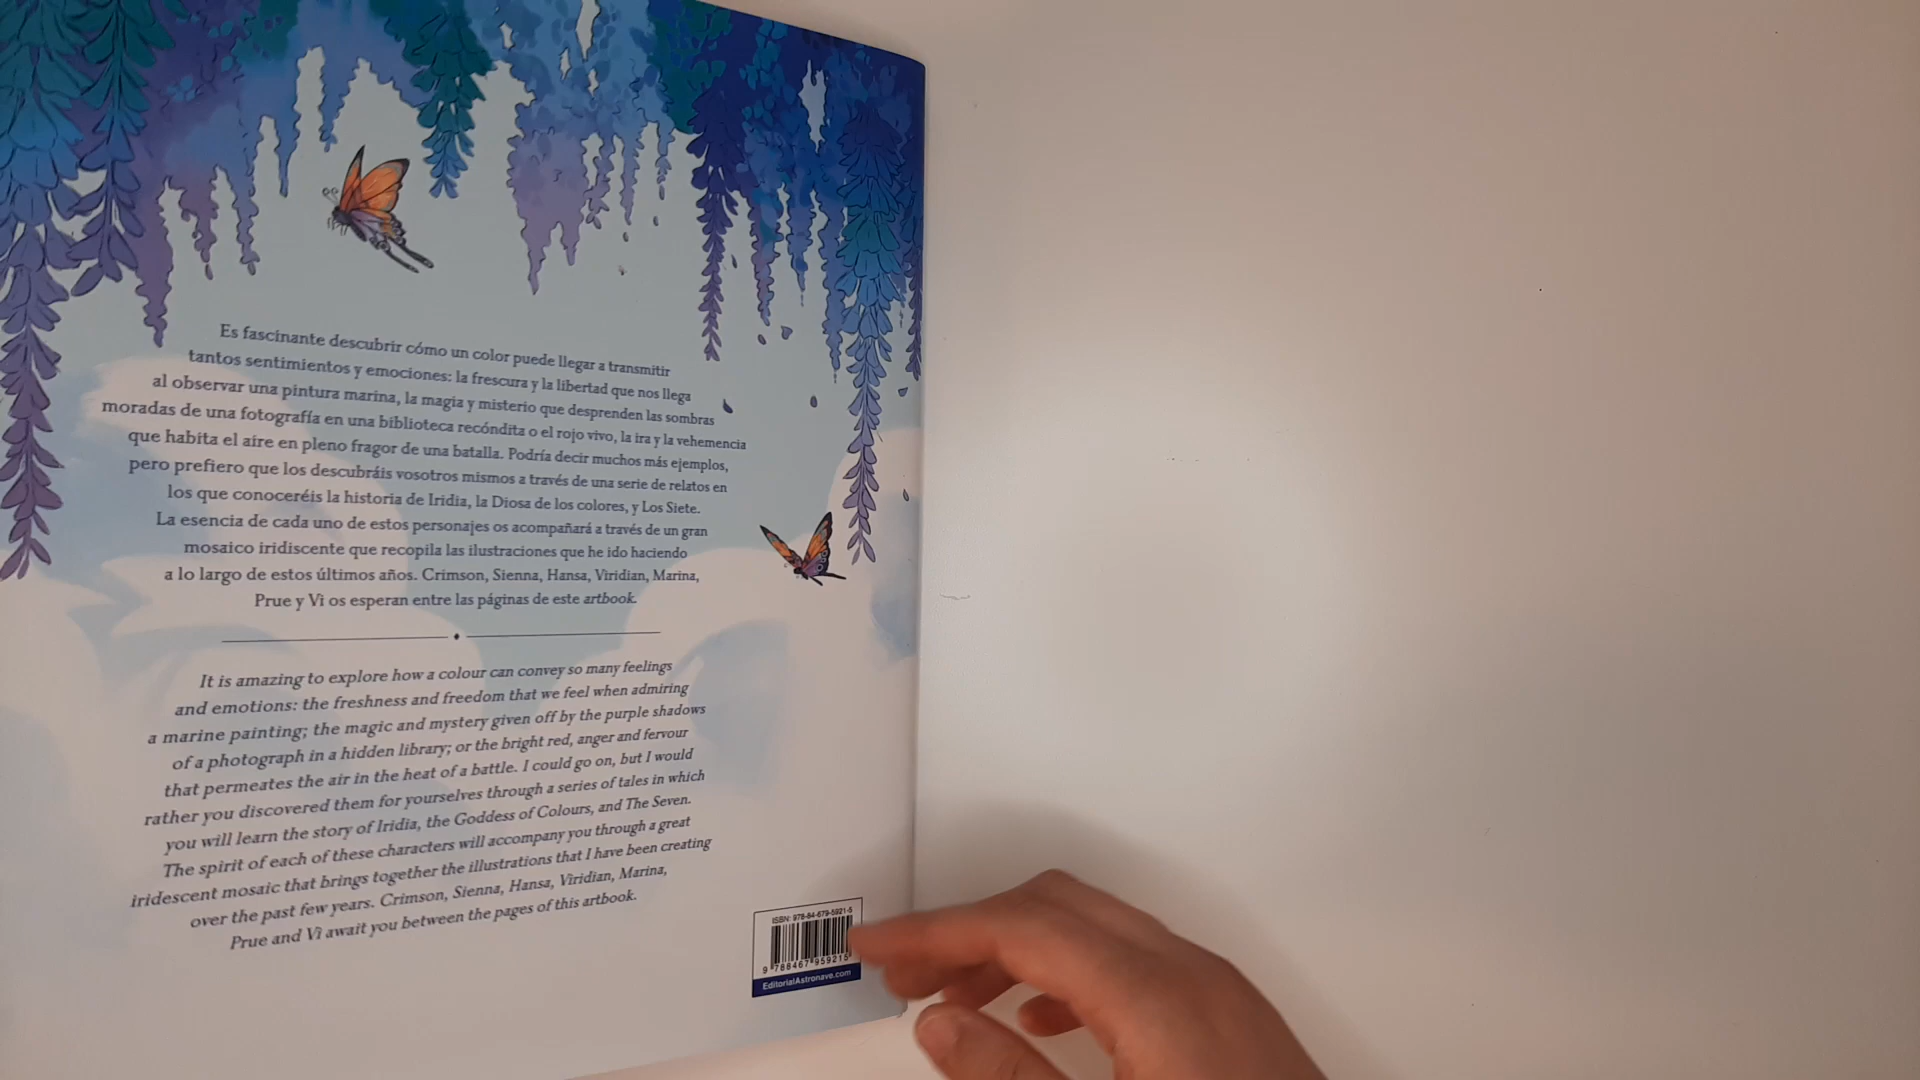 Es fascinante descubrir cómo un color puede llegar a transmitir
tantos sentimientos y emociones: la frescura y la libertad que nos llega
al observar una pintura marina, la magia y misterio que desprenden las sombras
moradas de una fotografía en una biblioteca recóndita o el rojo vivo, la ira y la vehemencia
que habita el aire en pleno fragor de una batalla. Podría decir muchos más ejemplos,
pero prefiero que los descubráis vosotros mismos a través de una serie de relatos en
los que conoceréis la historia de Iridia, la Diosa de los colores, y Los Siete.
La esencia de cada uno de estos personajes os acompañará a través de un gran
mosaico iridiscente que recopila las ilustraciones que he ido haciendo
a lo largo de estos últimos años. Crimson, Sienna, Hansa, Viridian, Marina,
Prue y Vi os esperan entre las páginas de este artbook.
It is amazing to explore how a colour can convey so many feelings
and emotions: the freshness and freedom that we feel when admiring
a marine painting; the magic and mystery given off by the purple shadows
of a photograph in a hidden library; or the bright red, anger and fervour
that permeates the air in the heat of a battle. I could go on, but I would
rather you discovered them for yourselves through a series of tales in which
you will learn the story of Iridia, the Goddess of Colours, and The Seven.
The spirit of each of these characters will accompany you through a great
iridescent mosaic that brings together the illustrations that I have been creating
over the past few years. Crimson, Sienna, Hansa, Viridian, Marina,
Prue and Vi await you between the pages of this artbook.
ISBN: 978-84-679-5921-5
9 788467 959215
EditorialAstronave.com